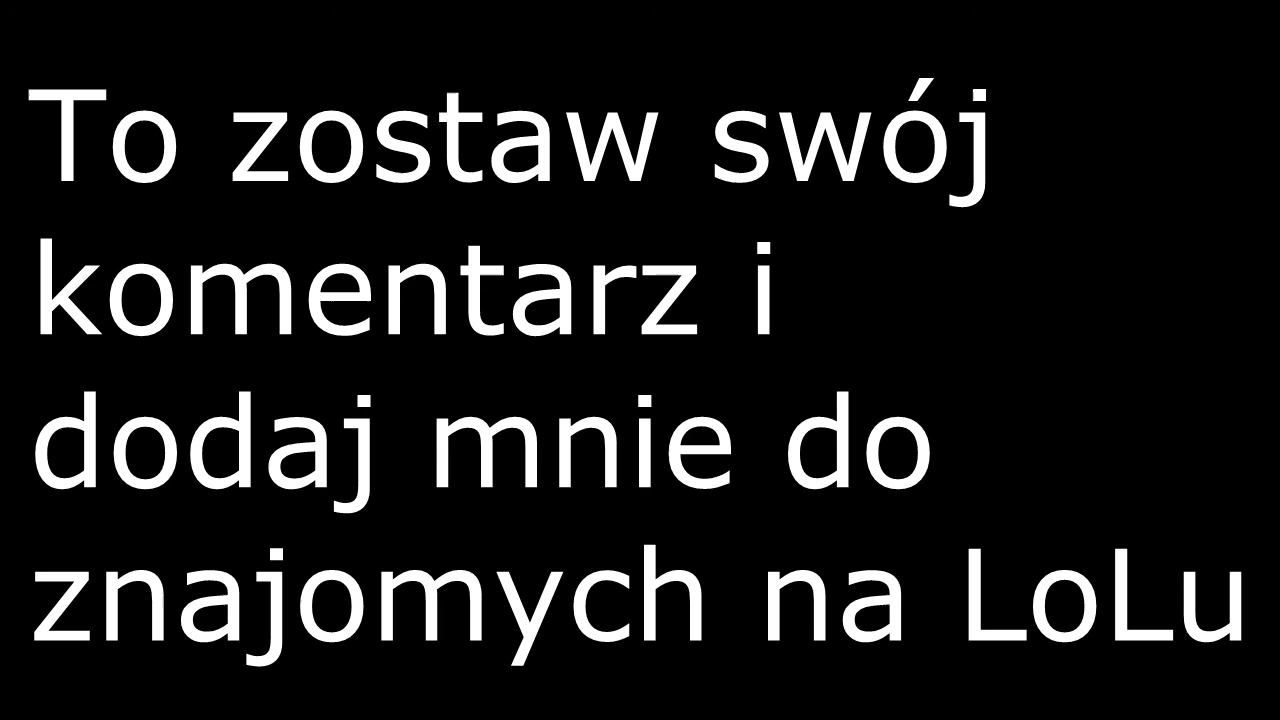 To zostaw swój
komentarz i
dodaj mnie do
znajomych na LoLu